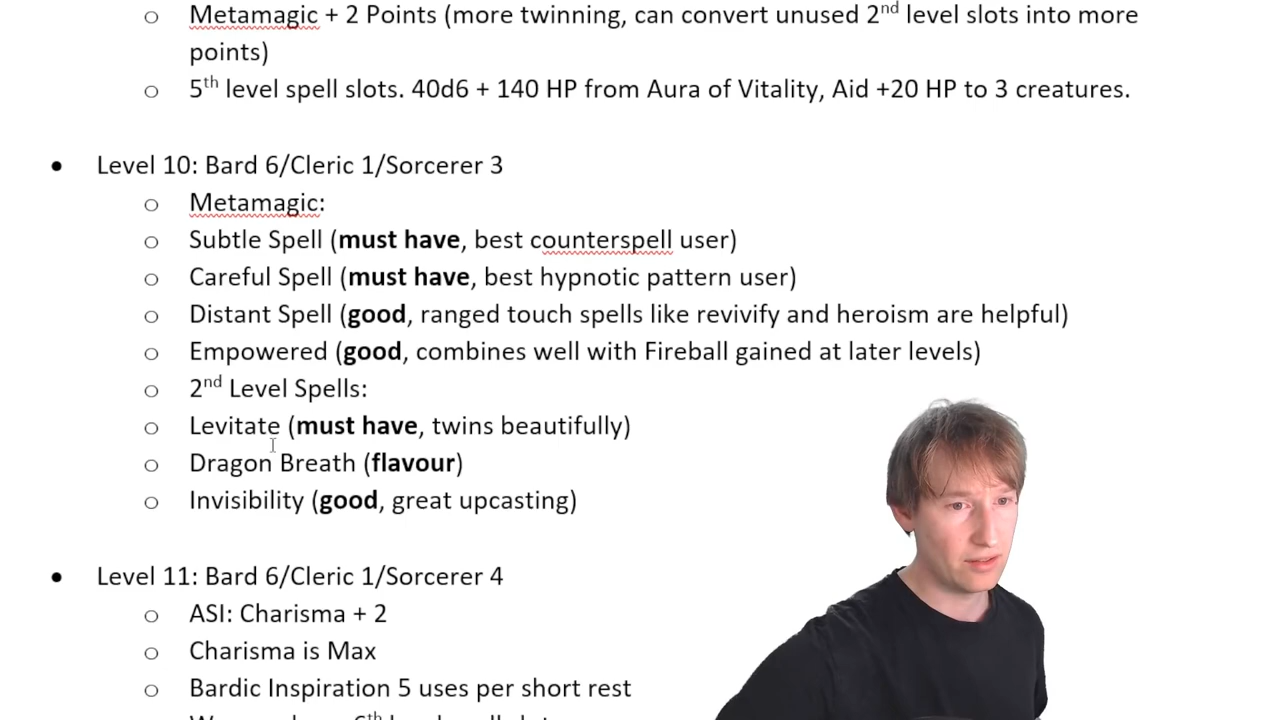 ○ Metamagic + 2 Points (more twinning, can convert unused 2nd level slots into more
points)
○ 5th level spell slots. 40d6 + 140 HP from Aura of Vitality, Aid +20 HP to 3 creatures.
● Level 10: Bard 6/Cleric 1/Sorcerer 3
○ Metamagic:
○ Subtle Spell (must have, best counterspell user)
○ Careful Spell (must have, best hypnotic pattern user)
○ Distant Spell (good, ranged touch spells like revivify and heroism are helpful)
○ Empowered (good, combines well with Fireball gained at later levels)
○ 2nd Level Spells:
○ Levitate (must have, twins beautifully)
○ Dragon Breath (flavour)
○ Invisibility (good, great upcasting)
● Level 11: Bard 6/Cleric 1/Sorcerer 4
○ ASI: Charisma + 2
○ Charisma is Max
○ Bardic Inspiration 5 uses per short rest